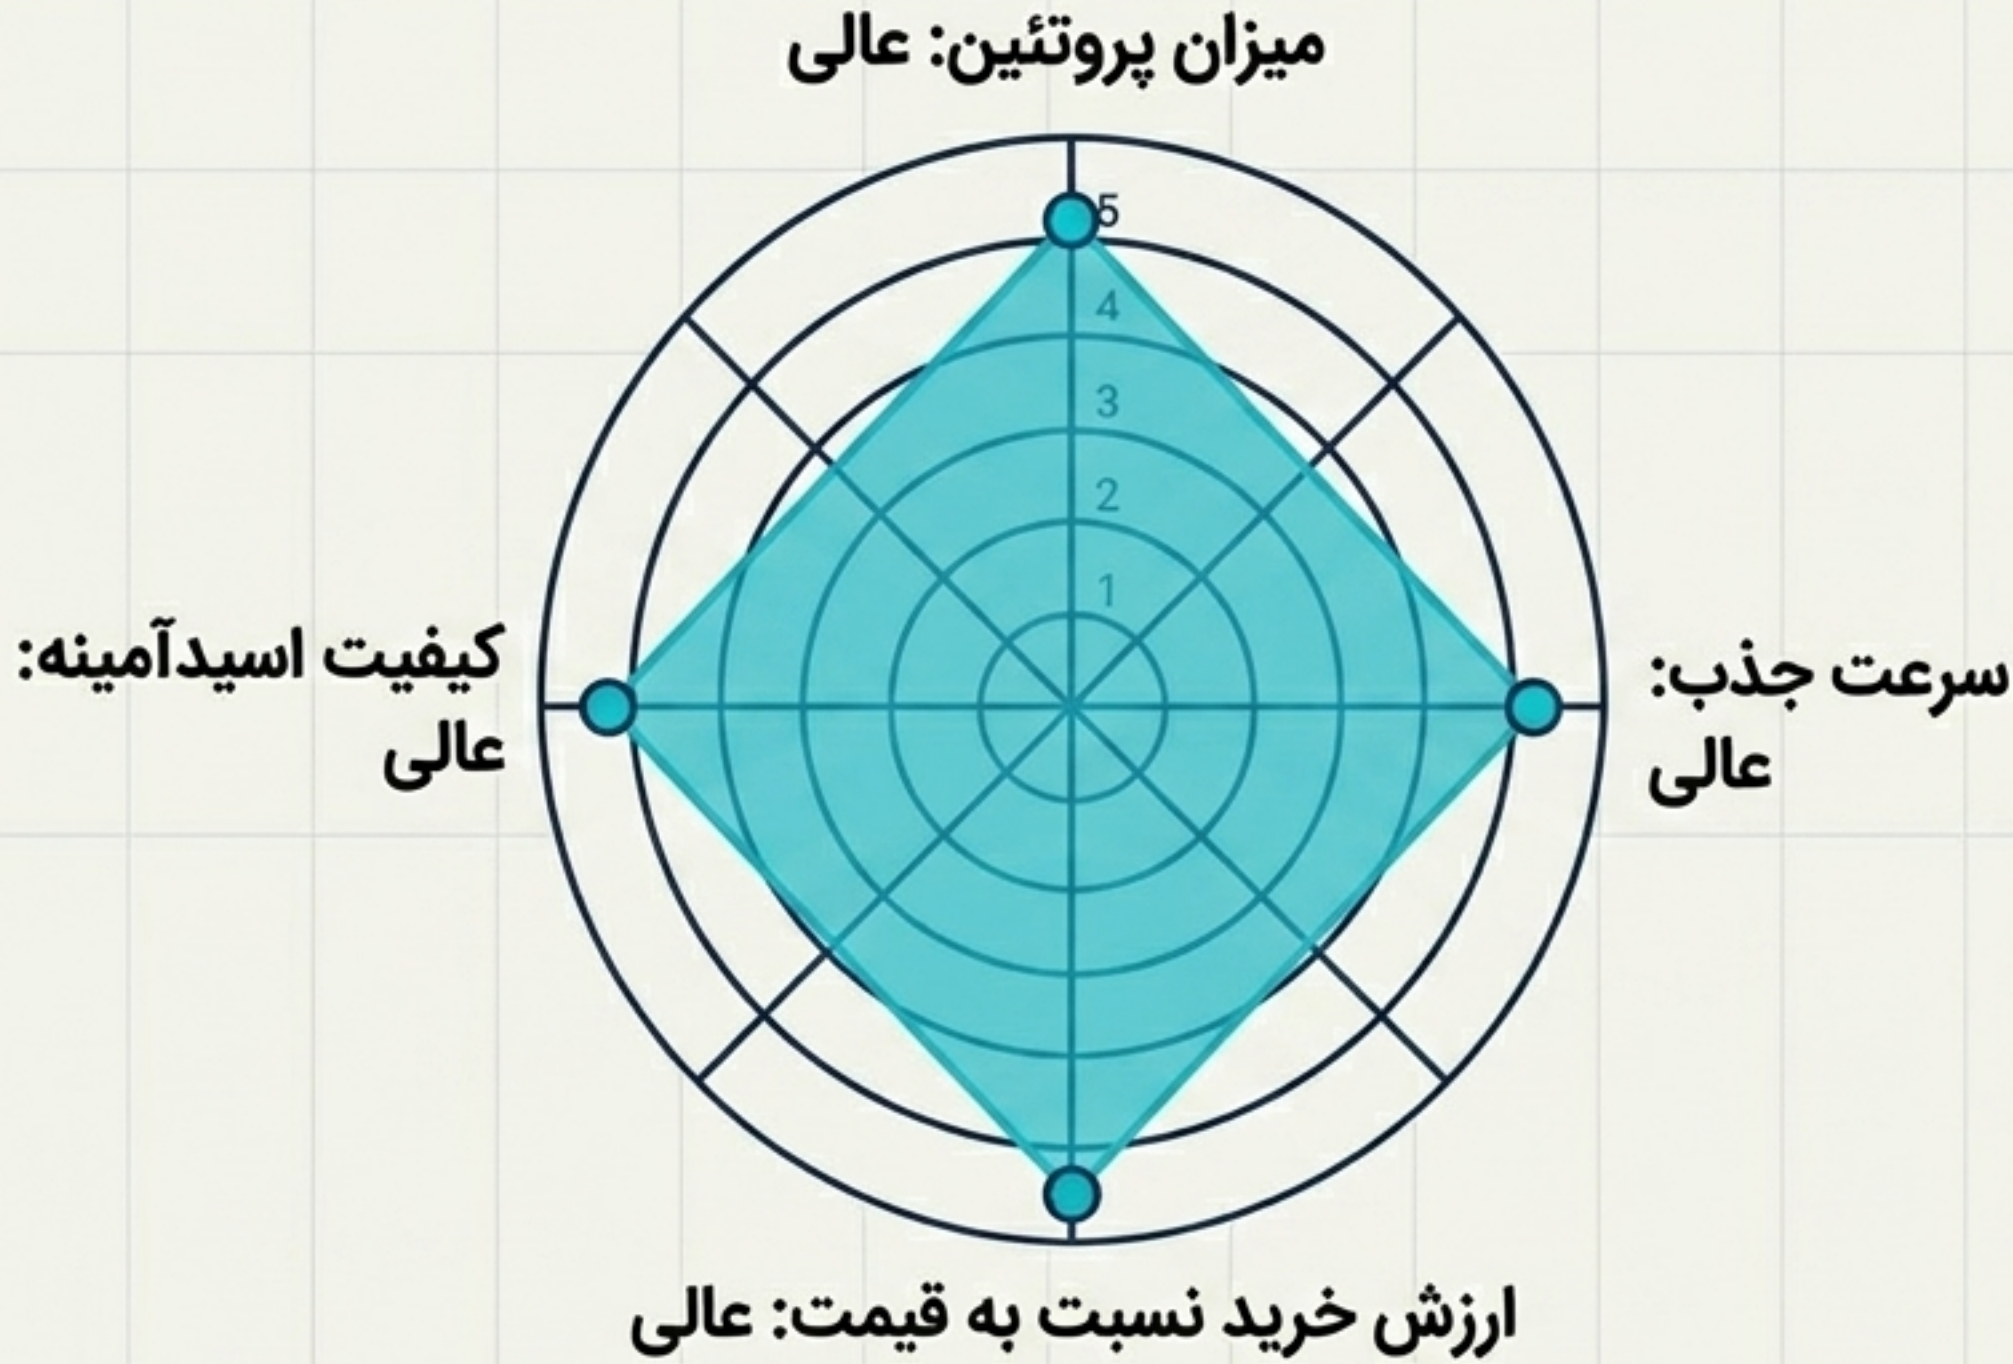 میزان پروتئین: عالی
5
4
3
2
1
سرعت جذب:
عالی
کیفیت اسیدآمینه:
عالی
ارزش خرید نسبت به قیمت: عالی